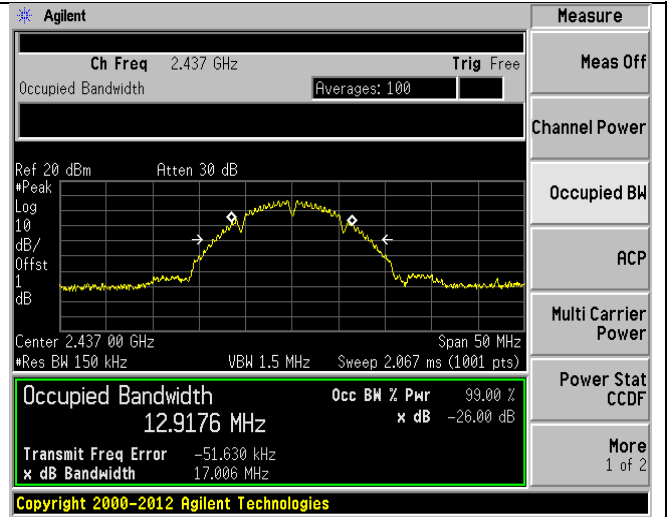 Agilent
Measure
Ch Freq 2.437 GHz Trig Free
Meas Off
Occupied Bandwidth Averages: 100
Channel Power
Ref 20 dBm Atten 30 dB
#Peak
Occupied BW
Log
10
dB/
ACP
Offst
1
dB
Multi Carrier
Power
Center 2.437 00 GHz Span 50 MHz
#Res BW 150 kHz VBW 1.5 MHz Sweep 2.067 ms (1001 pts)
Power Stat
CCDF
Occupied Bandwidth Occ BW % Pwr 99.00 %
12.9176 MHz x dB -26.00 dB
Transmit Freq Error -51.630 kHz
x dB Bandwidth 17.006 MHz
More
1 of 2
Copyright 2000-2012 Agilent Technologies